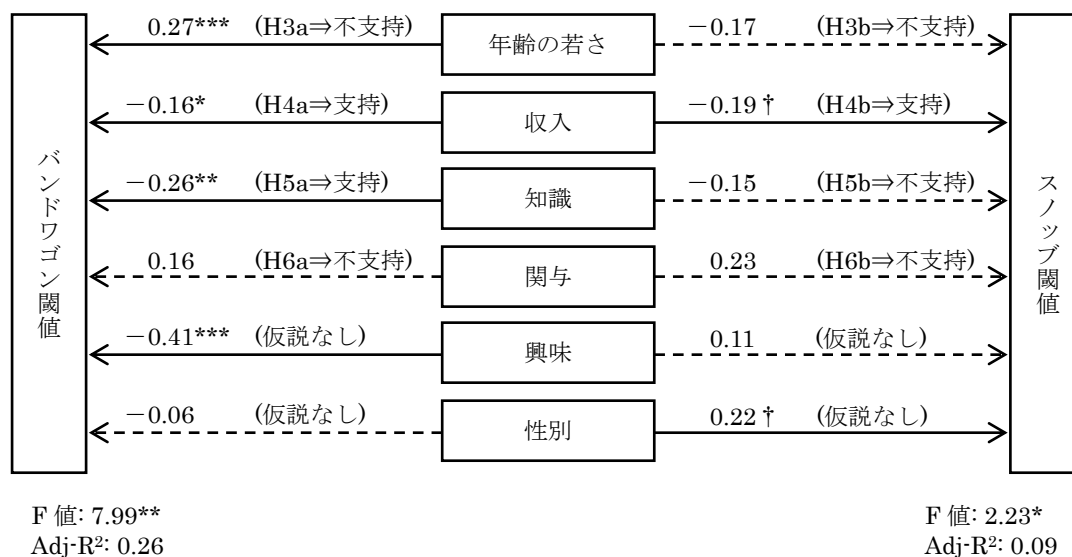 0.27*** (H3a⇒不支持) 年齢の若さ －0.17 (H3b⇒不支持)
－0.16* (H4a⇒支持) 収入 －0.19† (H4b⇒支持)
－0.26** (H5a⇒支持) 知識 －0.15 (H5b⇒不支持)
0.16 (H6a⇒不支持) 関与 0.23 (H6b⇒不支持)
－0.41*** (仮説なし) 興味 0.11 (仮説なし)
－0.06 (仮説なし) 性別 0.22† (仮説なし)
バンドワゴン閾値
スノッブ閾値
F 値: 7.99**
Adj-R²: 0.26
F 値: 2.23*
Adj-R²: 0.09